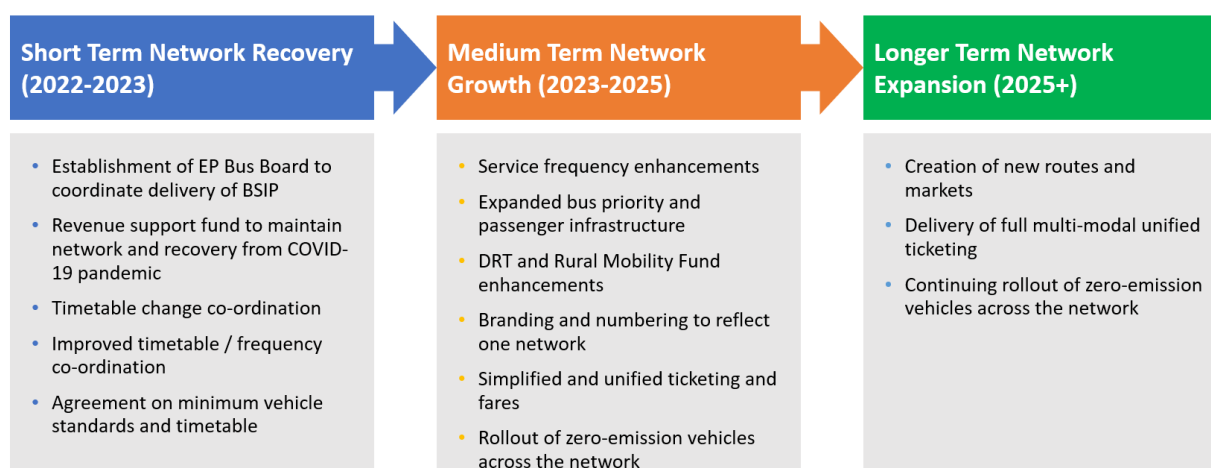 Short Term Network Recovery
(2022-2023)
• Establishment of EP Bus Board to
coordinate delivery of BSIP
• Revenue support fund to maintain
network and recovery from COVID-
19 pandemic
• Timetable change co-ordination
• Improved timetable / frequency
co-ordination
• Agreement on minimum vehicle
standards and timetable
Medium Term Network
Growth (2023-2025)
• Service frequency enhancements
• Expanded bus priority and
passenger infrastructure
• DRT and Rural Mobility Fund
enhancements
• Branding and numbering to reflect
one network
• Simplified and unified ticketing and
fares
• Rollout of zero-emission vehicles
across the network
Longer Term Network
Expansion (2025+)
• Creation of new routes and
markets
• Delivery of full multi-modal unified
ticketing
• Continuing rollout of zero-emission
vehicles across the network